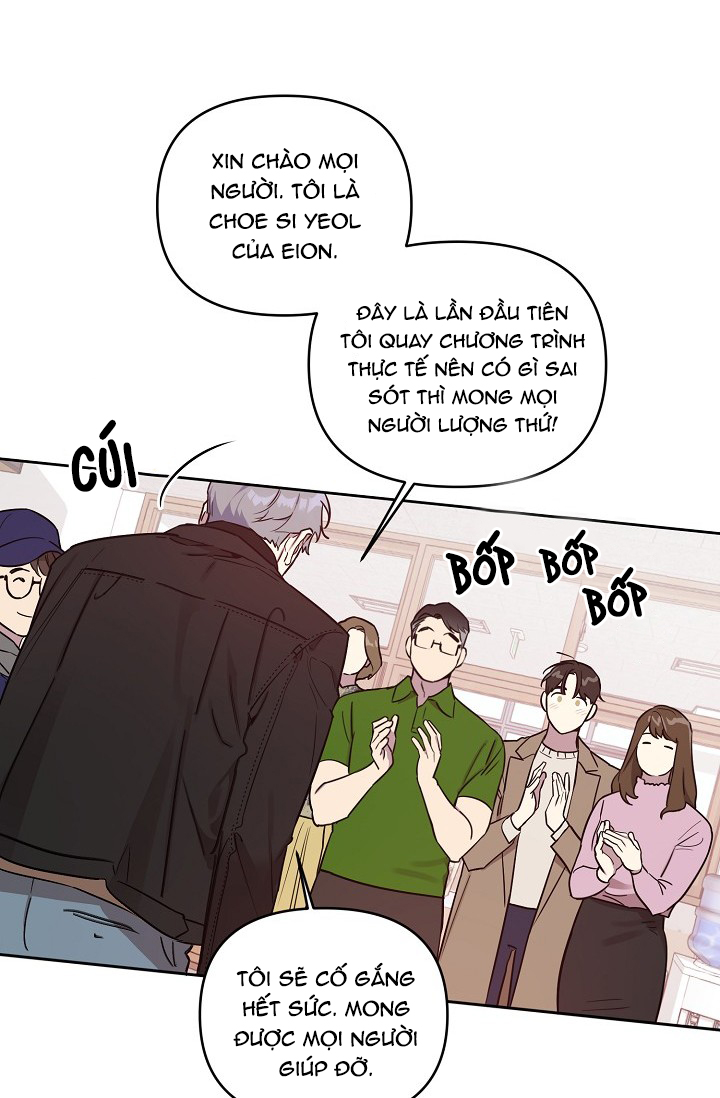 XIN CHÀO MỌI
NGƯỜI. TÔI LÀ
CHOE SI YEOL
CỦA EION.
ĐÂY LÀ LẦN ĐẦU TIÊN
TÔI QUAY CHƯƠNG TRÌNH
THỰC TẾ NÊN CÓ GÌ SAI
SÓT THÌ MONG MỌI
NGƯỜI LƯỢNG THỨ!
CÚI
BỐP BỐP
BỐP
TÔI SẼ CỐ GẮNG
HẾT SỨC. MONG
ĐƯỢC MỌI NGƯỜI
GIÚP ĐỠ.